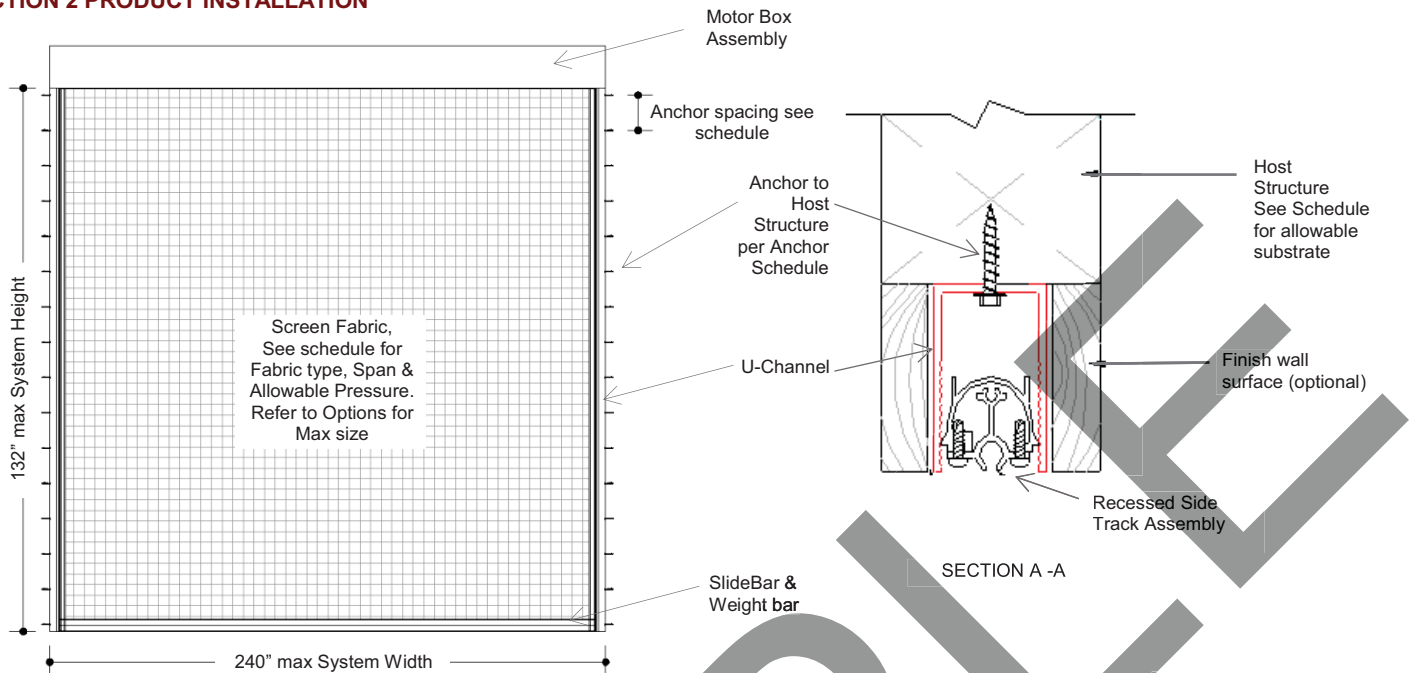 CTION 2 PRODUCT INSTALLATION
Motor Box
Assembly
Anchor spacing see
schedule
Anchor to
Host
Structure
per Anchor
Schedule
Host
Structure
See Schedule
for allowable
substrate
132” max System Height
Screen Fabric,
See schedule for
Fabric type, Span &
Allowable Pressure.
Refer to Options for
Max size
U-Channel
Finish wall
surface (optional)
Recessed Side
Track Assembly
SECTION A -A
SlideBar &
Weight bar
240” max System Width